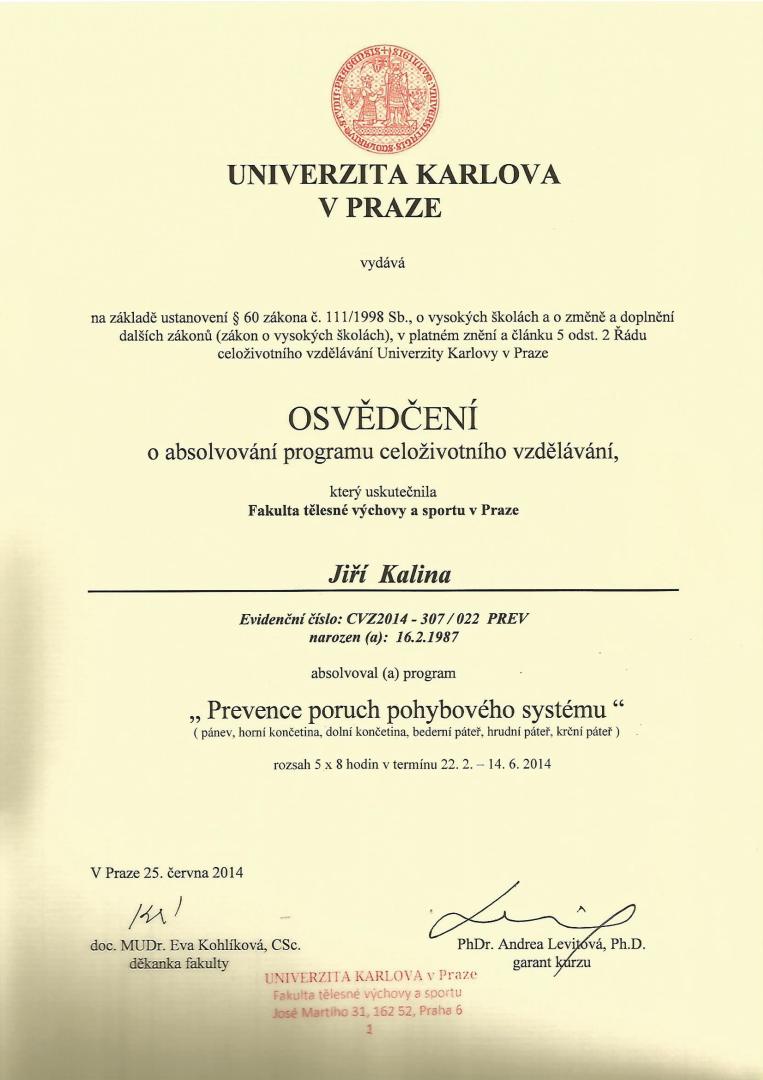 UNIVERZITA KARLOVA
V PRAZE
vydává
na základě ustanovení § 60 zákona č. 111/1998 Sb., o vysokých školách a o změně a doplnění
dalších zákonů (zákon o vysokých školách), v platném znění a článku 5 odst. 2 Řádu
celoživotního vzdělávání Univerzity Karlovy v Praze
OSVĚDČENÍ
o absolvování programu celoživotního vzdělávání,
který uskutečnila
Fakulta tělesné výchovy a sportu v Praze
Jiří Kalina
Evidenční číslo: CVZ2014 - 307 / 022 PREV
narozen (a): 16.2.1987
absolvoval (a) program
„ Prevence poruch pohybového systému “
( pánev, horní končetina, dolní končetina, bederní páteř, hrudní páteř, krční páteř )
rozsah 5 x 8 hodin v termínu 22. 2. – 14. 6. 2014
V Praze 25. června 2014
doc. MUDr. Eva Kohlíková, CSc.
děkanka fakulty
PhDr. Andrea Levitová, Ph.D.
garant kurzu
UNIVERZITA KARLOVA v Praze
Fakulta tělesné výchovy a sportu
José Martího 31, 162 52, Praha 6
1